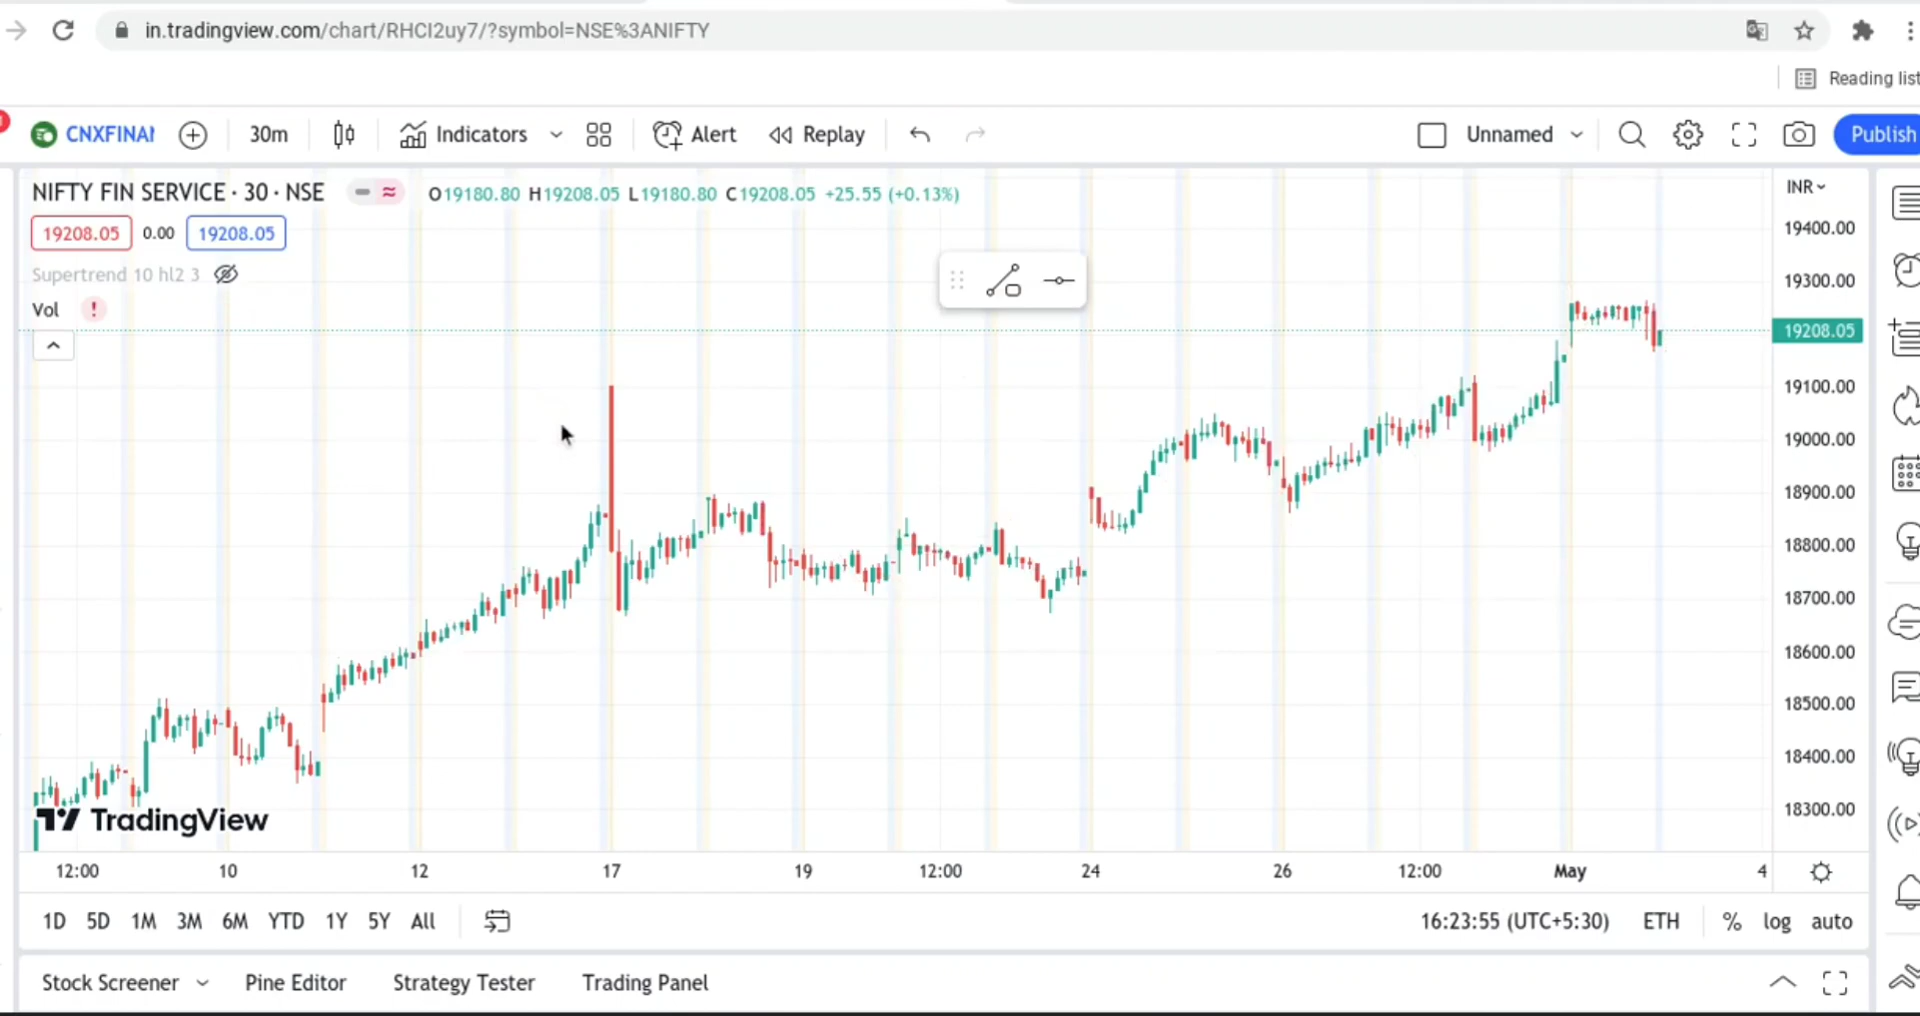 in.tradingview.com/chart/RHCI2uy7/?symbol=NSE%3ANIFTY
Reading list
CNXFINAN 30m Indicators Alert Replay Unnamed Publish
NIFTY FIN SERVICE · 30 · NSE O19180.80 H19208.05 L19180.80 C19208.05 +25.55 (+0.13%) INR
19208.05 0.00 19208.05
19400.00
Supertrend 10 hl2 3
19300.00
Vol !
19208.05
19100.00
19000.00
18900.00
18800.00
18700.00
18600.00
18500.00
18400.00
18300.00
TradingView
12:00 10 12 17 19 12:00 24 26 12:00 May 4
1D 5D 1M 3M 6M YTD 1Y 5Y All 16:23:55 (UTC+5:30) ETH % log auto
Stock Screener Pine Editor Strategy Tester Trading Panel